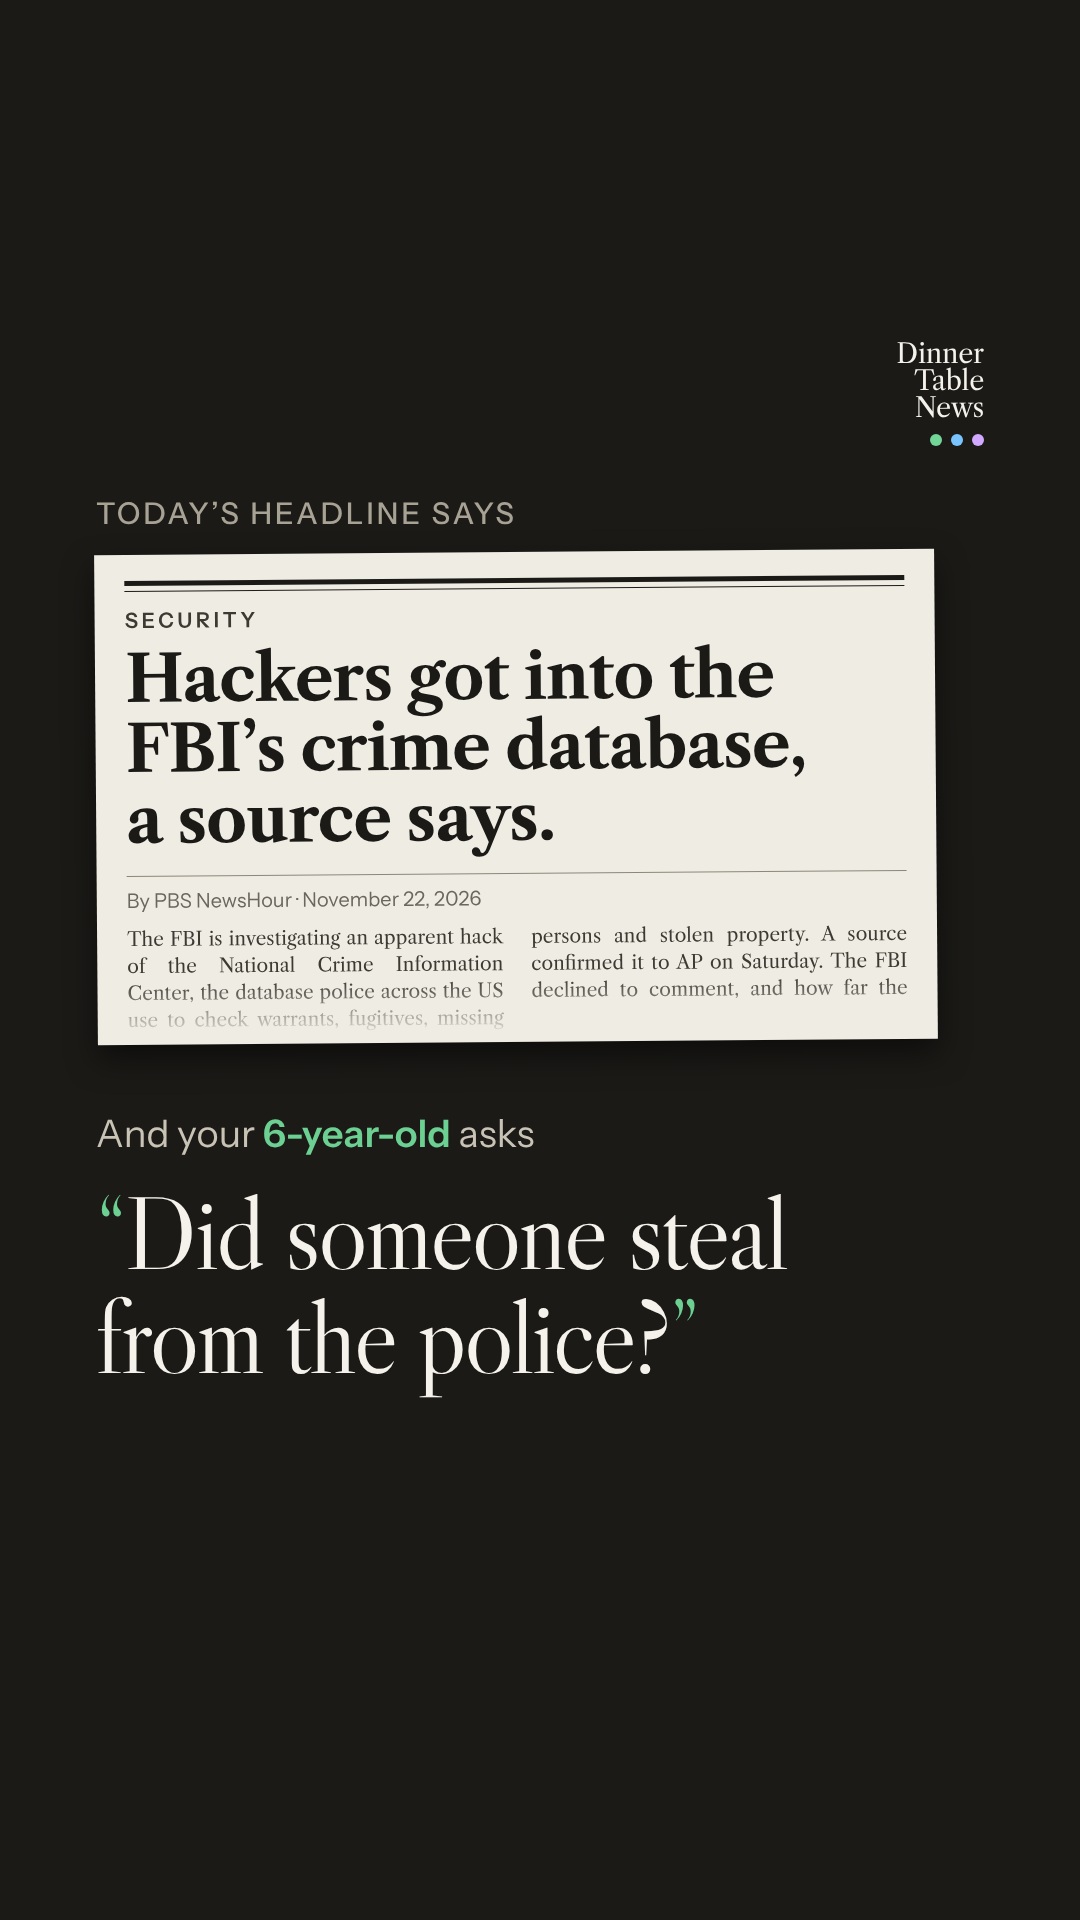 Dinner
Table
News
TODAY’S HEADLINE SAYS
SECURITY
Hackers got into the
FBI’s crime database,
a source says.
By PBS NewsHour · November 22, 2026
The FBI is investigating an apparent hack
of the National Crime Information
Center, the database police across the US
use to check warrants, fugitives, missing
persons and stolen property. A source
confirmed it to AP on Saturday. The FBI
declined to comment, and how far the
And your 6-year-old asks
“Did someone steal
from the police?”